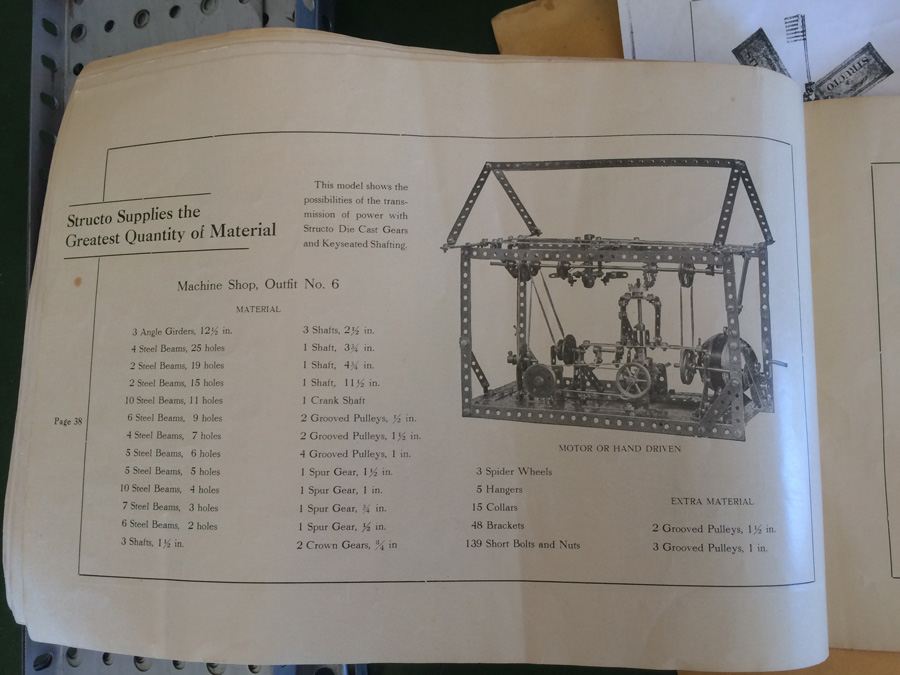 Structo Supplies the
Greatest Quantity of Material
This model shows the
possibilities of the trans-
mission of power with
Structo Die Cast Gears
and Keyseated Shafting.
Machine Shop, Outfit No. 6
MATERIAL
3 Angle Girders, 12½ in.
4 Steel Beams, 25 holes
2 Steel Beams, 19 holes
2 Steel Beams, 15 holes
10 Steel Beams, 11 holes
6 Steel Beams, 9 holes
4 Steel Beams, 7 holes
5 Steel Beams, 6 holes
5 Steel Beams, 5 holes
10 Steel Beams, 4 holes
7 Steel Beams, 3 holes
6 Steel Beams, 2 holes
3 Shafts, 1½ in.
3 Shafts, 2½ in.
1 Shaft, 3¾ in.
1 Shaft, 4¾ in.
1 Shaft, 11½ in.
1 Crank Shaft
2 Grooved Pulleys, ½ in.
2 Grooved Pulleys, 1½ in.
4 Grooved Pulleys, 1 in.
1 Spur Gear, 1½ in.
1 Spur Gear, 1 in.
1 Spur Gear, ¾ in.
1 Spur Gear, ½ in.
2 Crown Gears, ¾ in
MOTOR OR HAND DRIVEN
3 Spider Wheels
5 Hangers
15 Collars
48 Brackets
139 Short Bolts and Nuts
EXTRA MATERIAL
2 Grooved Pulleys, 1½ in.
3 Grooved Pulleys, 1 in.
Page 38
STRUCTO